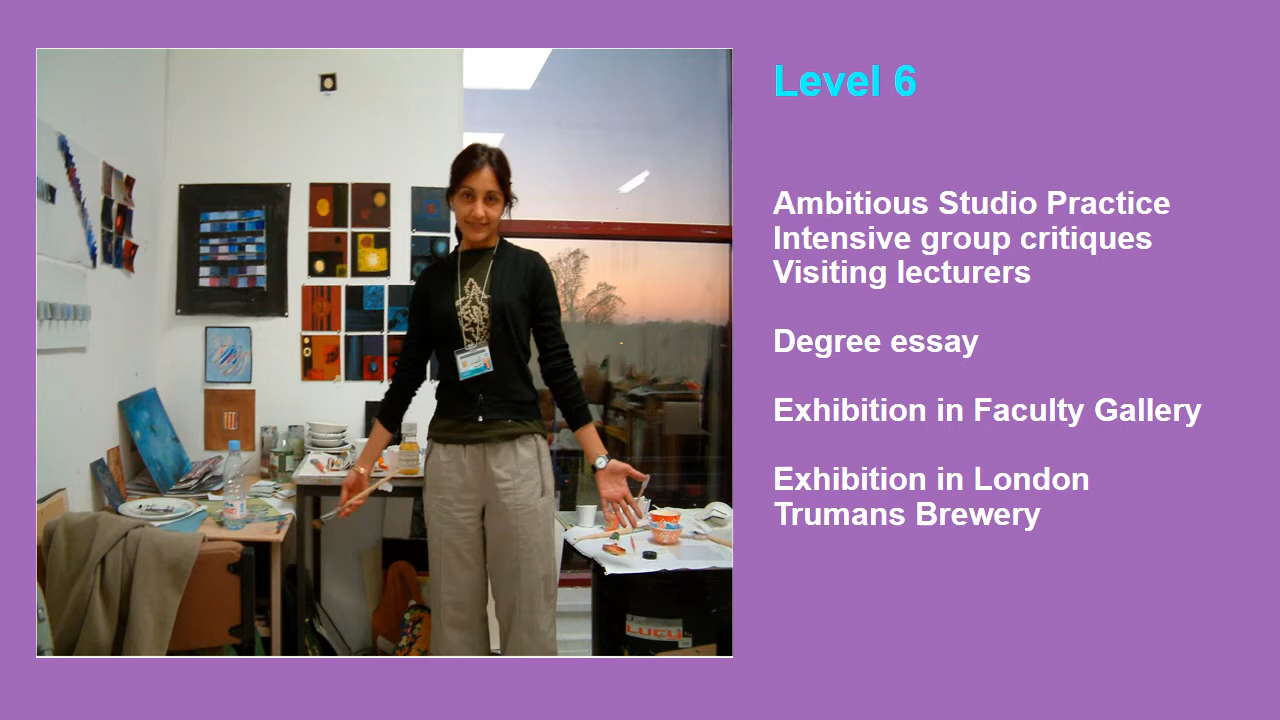 Level 6
Ambitious Studio Practice
Intensive group critiques
Visiting lecturers
Degree essay
Exhibition in Faculty Gallery
Exhibition in London
Trumans Brewery
LUCY